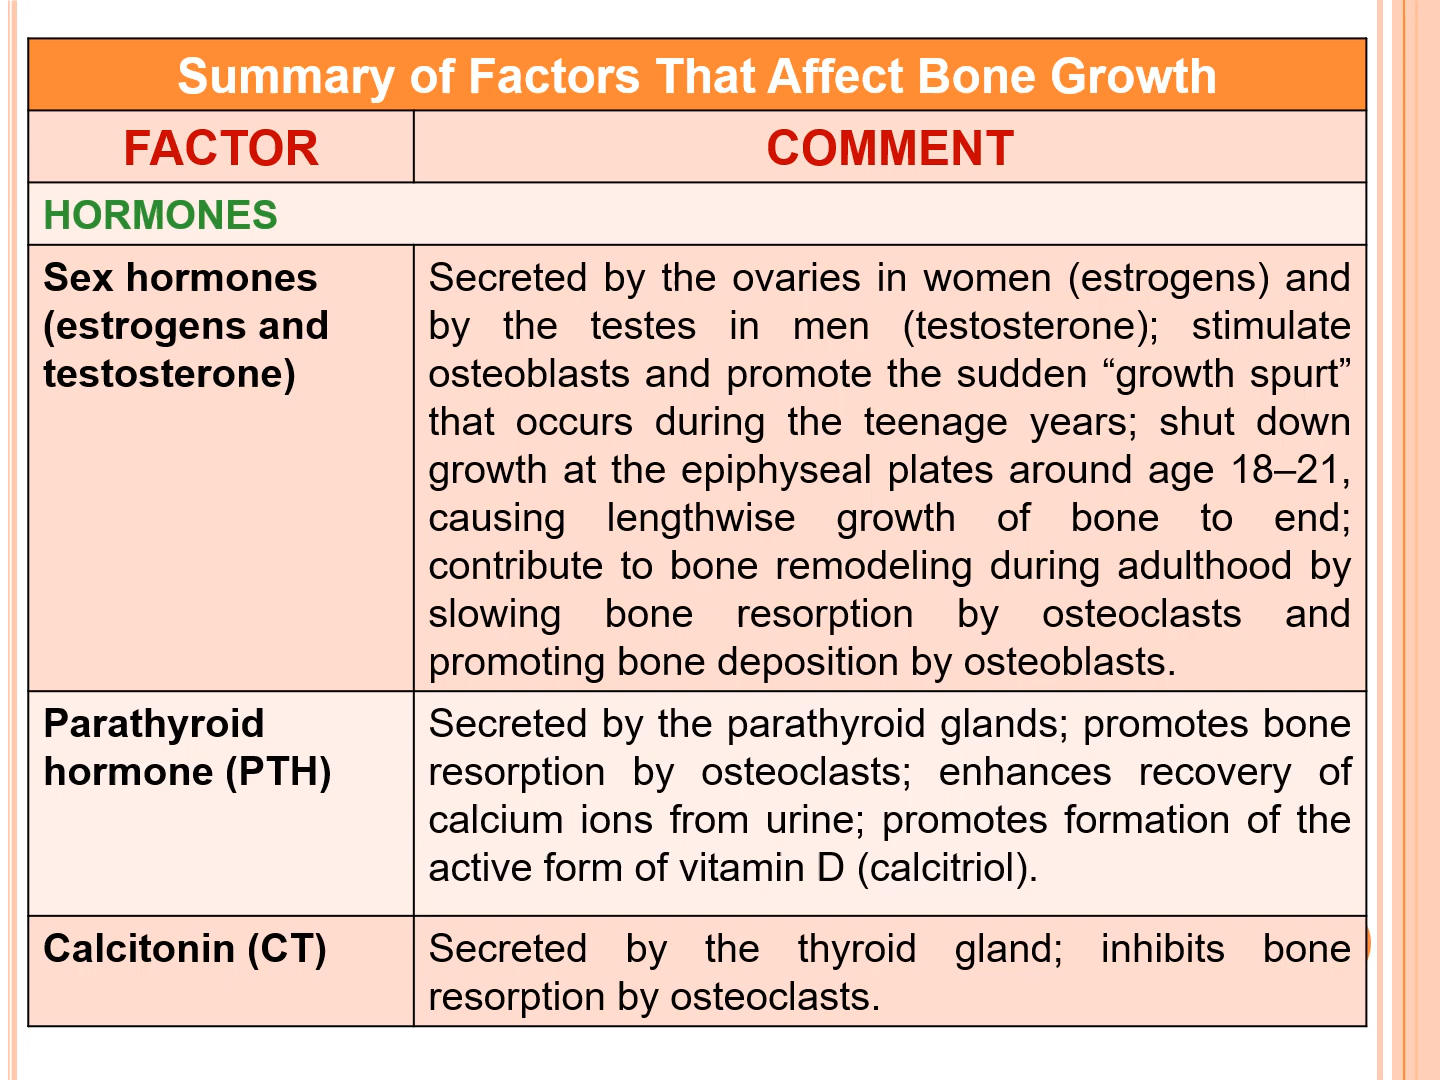 Summary of Factors That Affect Bone Growth
FACTOR
COMMENT
HORMONES
Sex hormones
(estrogens and
testosterone)
Secreted by the ovaries in women (estrogens) and
by the testes in men (testosterone); stimulate
osteoblasts and promote the sudden “growth spurt”
that occurs during the teenage years; shut down
growth at the epiphyseal plates around age 18–21,
causing lengthwise growth of bone to end;
contribute to bone remodeling during adulthood by
slowing bone resorption by osteoclasts and
promoting bone deposition by osteoblasts.
Parathyroid
hormone (PTH)
Secreted by the parathyroid glands; promotes bone
resorption by osteoclasts; enhances recovery of
calcium ions from urine; promotes formation of the
active form of vitamin D (calcitriol).
Calcitonin (CT)
Secreted by the thyroid gland; inhibits bone
resorption by osteoclasts.